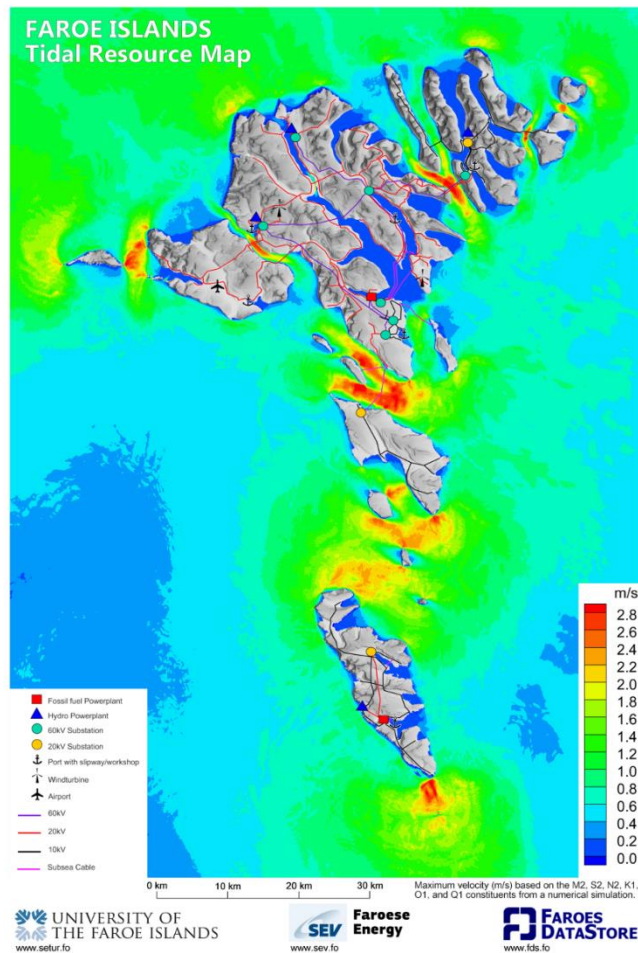 FAROE ISLANDS
Tidal Resource Map
m/s
2.8
2.6
2.4
2.2
2.0
1.8
1.6
1.4
1.2
1.0
0.8
0.6
0.4
0.2
0.0
Fossil fuel Powerplant
Hydro Powerplant
60kV Substation
20kV Substation
Port with slipway/workshop
Windturbine
Airport
60kV
20kV
10kV
Subsea Cable
0 km 10 km 20 km 30 km
Maximum velocity (m/s) based on the M2, S2, N2, K1,
O1, and Q1 constituents from a numerical simulation.
UNIVERSITY OF
THE FAROE ISLANDS
www.setur.fo
SEV
Faroese
Energy
www.sev.fo
FAROES
DATASTORE
www.fds.fo